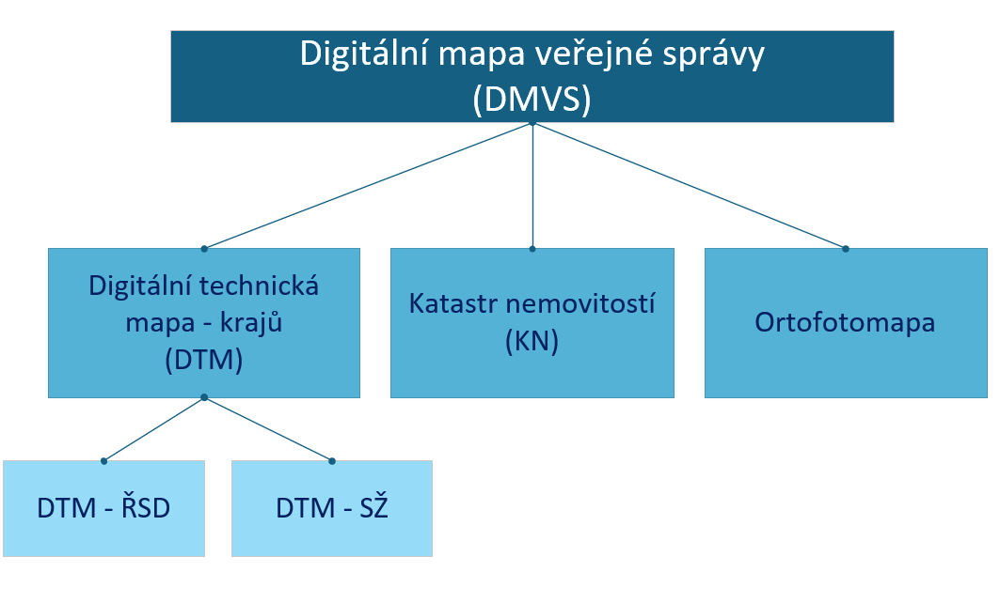 Digitální mapa veřejné správy
(DMVS)
Digitální technická
mapa - krajů
(DTM)
Katastr nemovitostí
(KN)
Ortofotomapa
DTM - ŘSD
DTM - SŽ